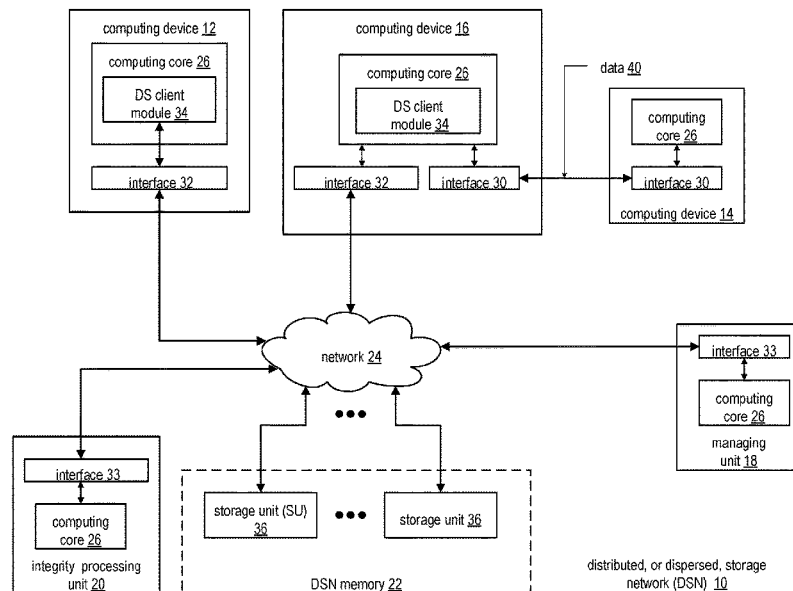 computing device 12
computing core 26
DS client
module 34
interface 32
computing device 16
computing core 26
DS client
module 34
interface 32
interface 30
data 40
computing
core 26
interface 30
computing device 14
network 24
interface 33
computing
core 26
managing
unit 18
interface 33
computing
core 26
integrity processing
unit 20
storage unit (SU)
36
storage unit 36
DSN memory 22
distributed, or dispersed, storage
network (DSN) 10